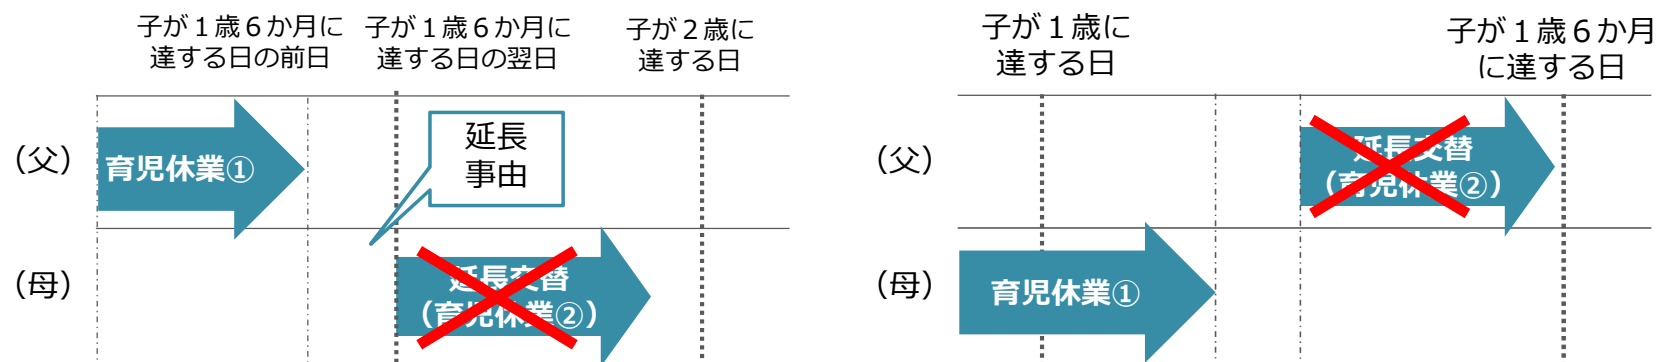 子が１歳６か月に
達する日の前日
子が１歳６か月に
達する日の翌日
子が２歳に
達する日
（父）
育児休業①
延長
事由
（母）
延長交替
（育児休業②）
子が１歳に
達する日
子が１歳６か月
に達する日
（父）
延長交替
（育児休業②）
（母）
育児休業①